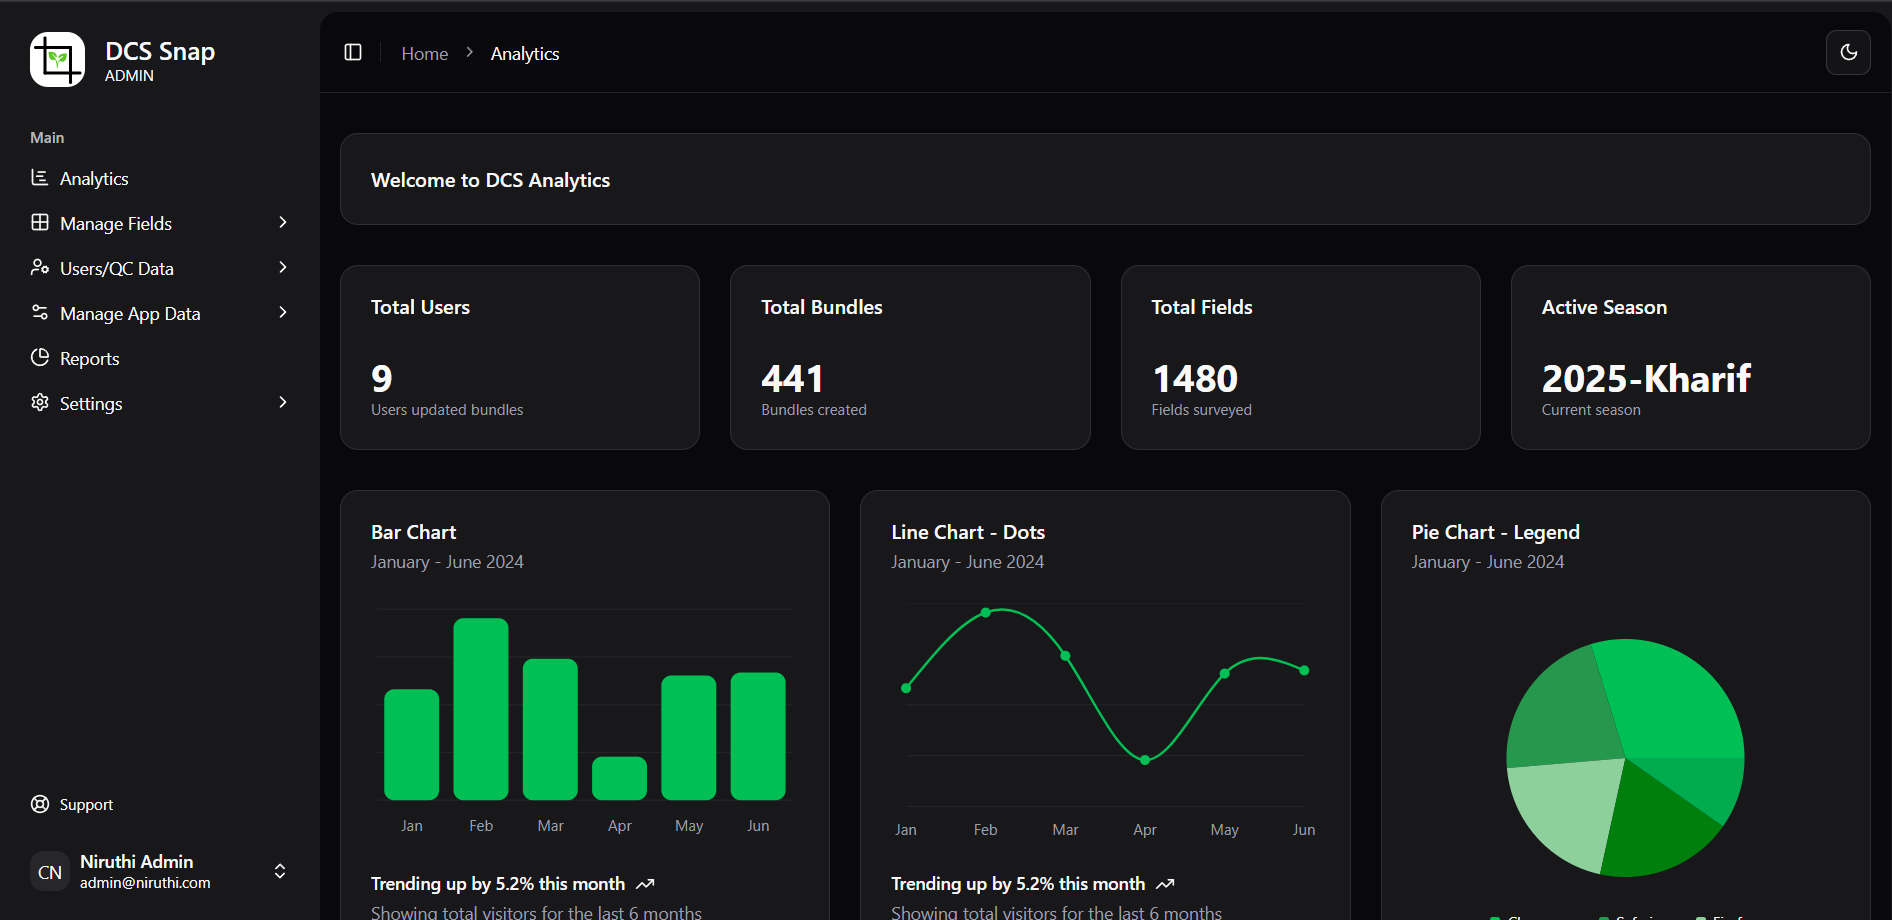 DCS Snap
ADMIN
Main
Analytics
Manage Fields
Users/QC Data
Manage App Data
Reports
Settings
Support
CN
Niruthi Admin
admin@niruthi.com
Home > Analytics
Welcome to DCS Analytics
Total Users
9
Users updated bundles
Total Bundles
441
Bundles created
Total Fields
1480
Fields surveyed
Active Season
2025-Kharif
Current season
Bar Chart
January - June 2024
Jan Feb Mar Apr May Jun
Trending up by 5.2% this month
Showing total visitors for the last 6 months
Line Chart - Dots
January - June 2024
Jan Feb Mar Apr May Jun
Trending up by 5.2% this month
Showing total visitors for the last 6 months
Pie Chart - Legend
January - June 2024